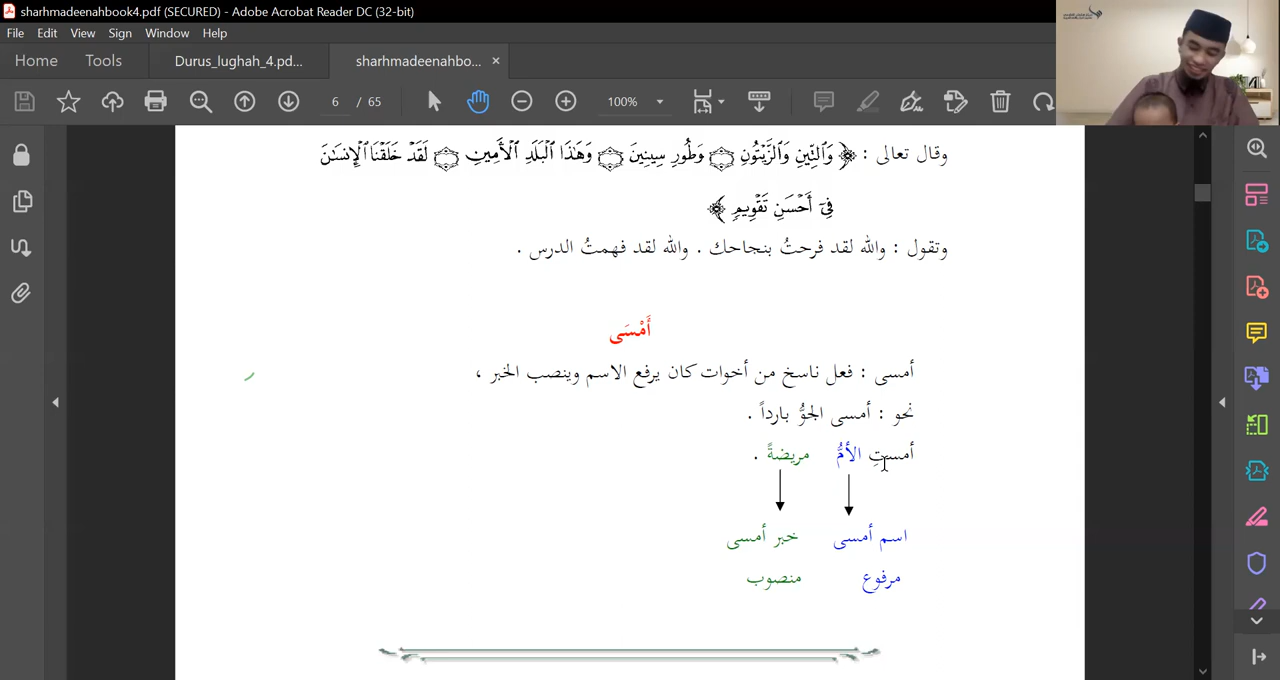 sharhmadeenahbook4.pdf (SECURED) - Adobe Acrobat Reader DC (32-bit)
File Edit View Sign Window Help
Home Tools Durus_lughah_4.pd... sharhmadeenahbo... ×
6 / 65 100%
وقال تعالى : ﴿ وَٱلتِّينِ وَٱلزَّيْتُونِ ۝ وَطُورِ سِينِينَ ۝ وَهَٰذَا ٱلْبَلَدِ ٱلْأَمِينِ ۝ لَقَدْ خَلَقْنَا ٱلْإِنسَٰنَ
فِىٓ أَحْسَنِ تَقْوِيمٍ ﴾
وتقول : والله لقد فرحتُ بنجاحك . والله لقد فهمتُ الدرس .
أَمْسَى
أمسى : فعل ناسخ من أخوات كان يرفع الاسم وينصب الخبر ،
نحو : أمسى الجوُّ بارداً .
أمستِ الأمُّ مريضةً .
اسم أمسى خبر أمسى
مرفوع منصوب